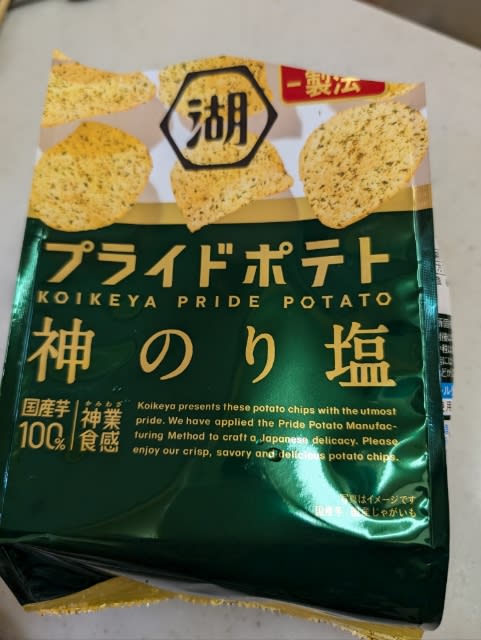 一製法
湖
プライドポテト
KOIKEYA PRIDE POTATO
神のり塩
国産芋
100%
かみわざ
神業
食感
Koikeya presents these potato chips with the utmost
pride. We have applied the Pride Potato Manufac-
turing Method to craft a Japanese delicacy. Please
enjoy our crisp, savory and delicious potato chips.
写真はイメージです
国産芋 国産じゃがいも